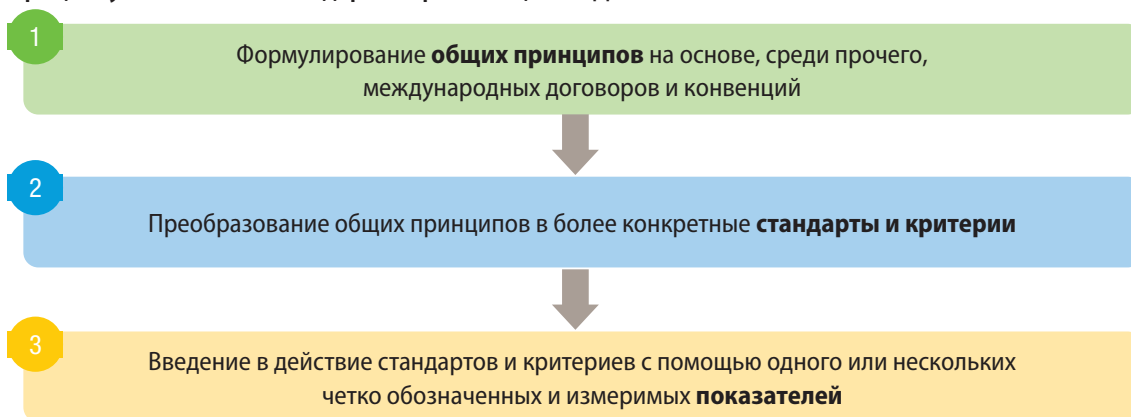 1
Формулирование общих принципов на основе, среди прочего,
международных договоров и конвенций
2
Преобразование общих принципов в более конкретные стандарты и критерии
3
Введение в действие стандартов и критериев с помощью одного или нескольких
четко обозначенных и измеримых показателей